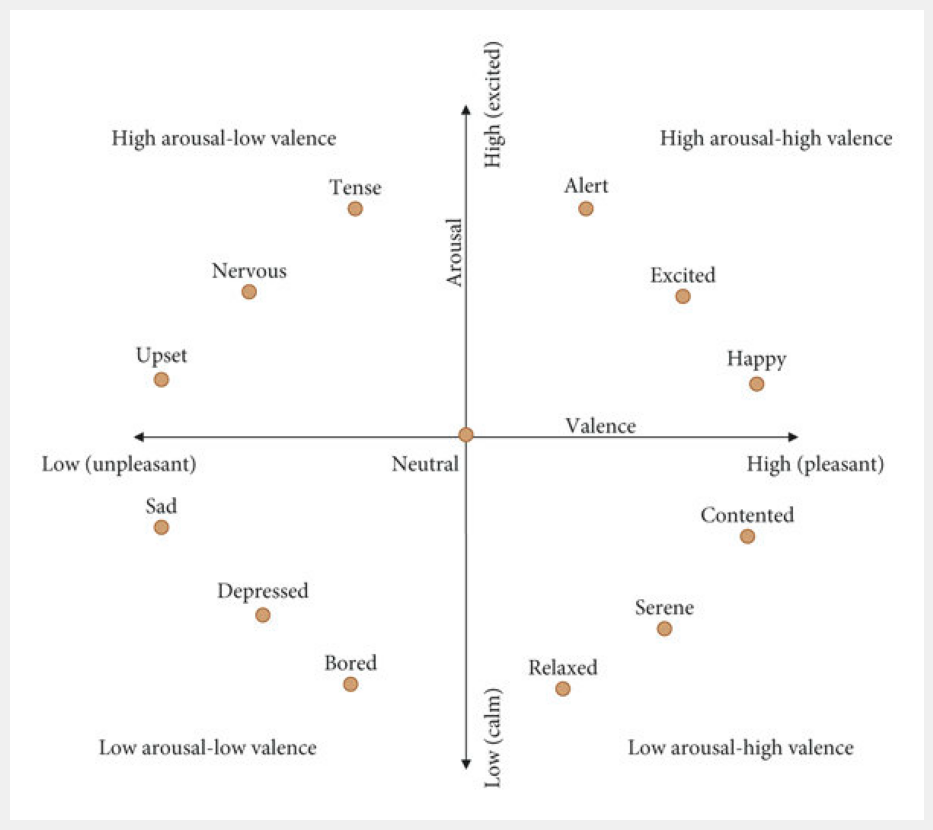 High (excited)
High arousal-low valence
High arousal-high valence
Tense
Alert
Arousal
Nervous
Excited
Upset
Happy
Valence
Low (unpleasant)
Neutral
High (pleasant)
Sad
Contented
Depressed
Serene
Bored
Relaxed
Low (calm)
Low arousal-low valence
Low arousal-high valence